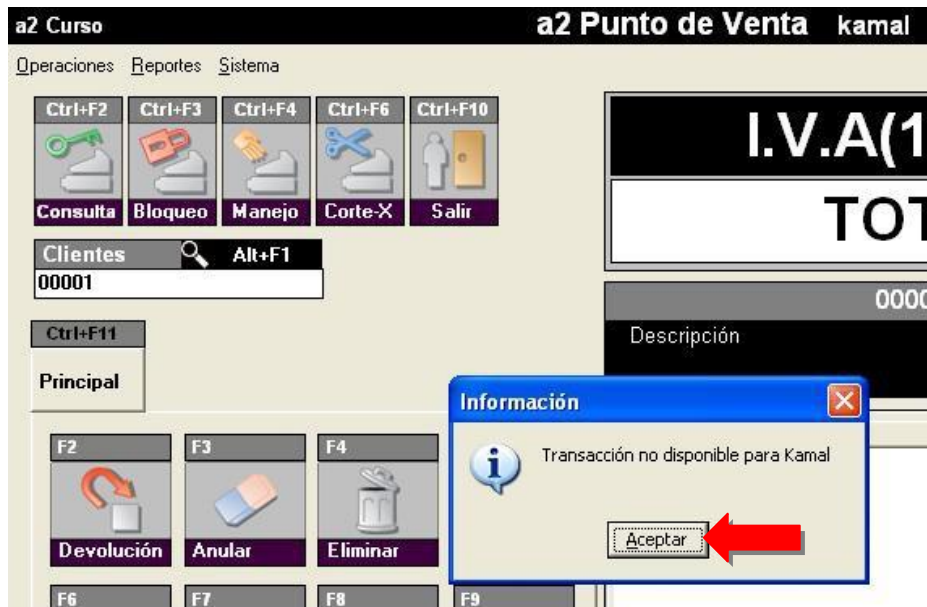 a2 Curso
a2 Punto de Venta kamal
Operaciones Reportes Sistema
Ctrl+F2 Ctrl+F3 Ctrl+F4 Ctrl+F6 Ctrl+F10
Consulta Bloqueo Manejo Corte-X Salir
I.V.A(1
TOT
Clientes Alt+F1
00001
0000
Descripción
Ctrl+F11
Principal
Información
Transacción no disponible para Kamal
Aceptar
F2 F3 F4
Devolución Anular Eliminar
F6 F7 F8 F9